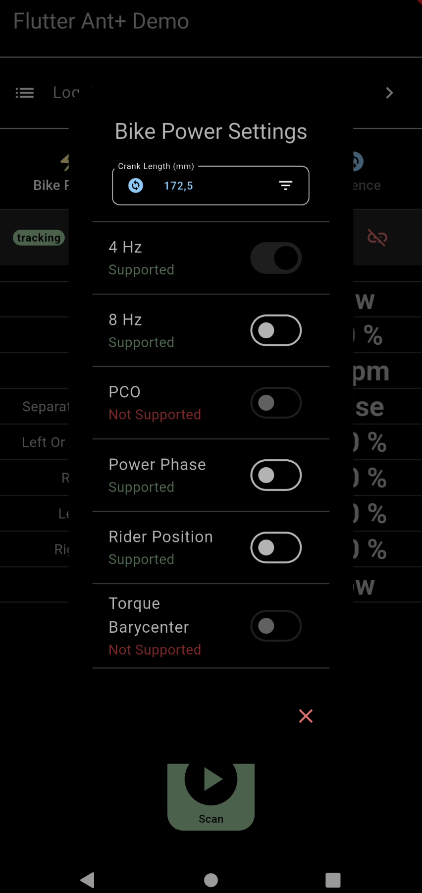 Flutter Ant+ Demo
Bike Power Settings
Crank Length (mm)
172,5
tracking
4 Hz
Supported
8 Hz
Supported
PCO
Not Supported
Power Phase
Supported
Rider Position
Supported
Torque
Barycenter
Not Supported
Scan